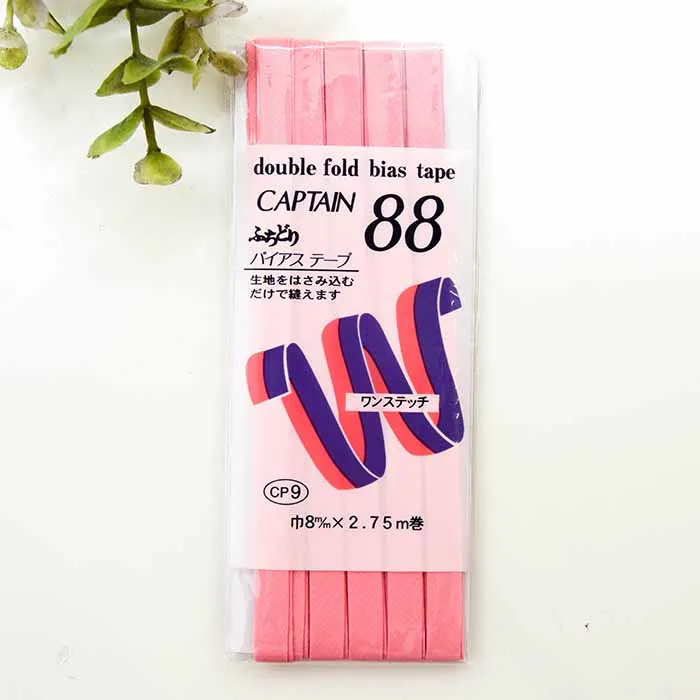 double fold bias tape
CAPTAIN 88
ふちどり
バイアス テープ
生地をはさみ込む
だけで縫えます
ワンステッチ
CP9
巾8m/m×2.75m巻